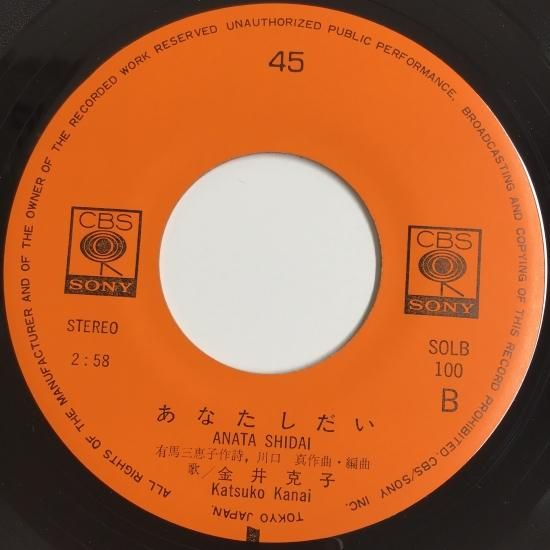 ALL RIGHTS OF THE MANUFACTURER AND OF THE OWNER OF THE RECORDED WORK RESERVED UNAUTHORIZED PUBLIC PERFORMANCE, BROADCASTING AND COPYING OF THIS RECORD PROHIBITED-CBS/SONY INC. TOKYO JAPAN.
45
CBS
SONY
CBS
SONY
STEREO
2:58
SOLB
100
B
あなたしだい
ANATA SHIDAI
有馬三恵子作詩,川口 真作曲・編曲
歌/金井克子
Katsuko Kanai